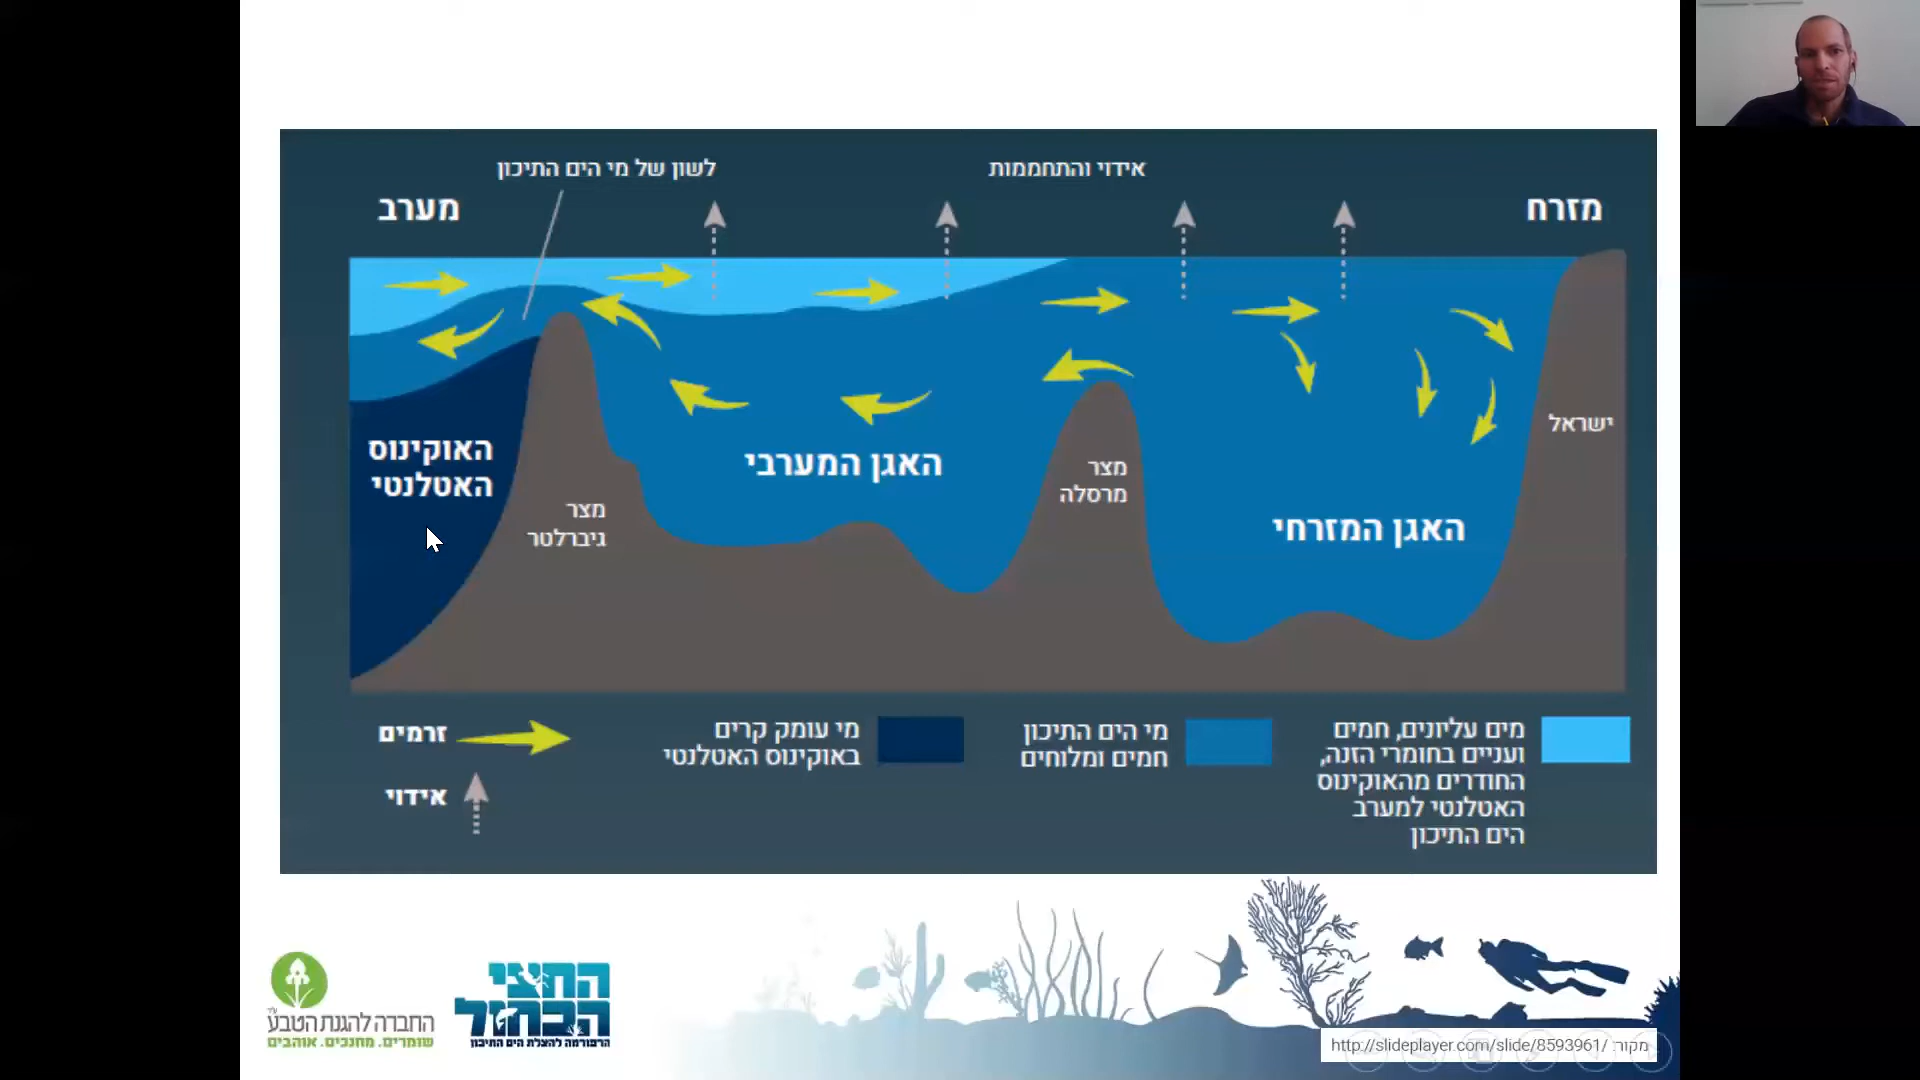 לשון של מי הים התיכון
אידוי והתחממות
מזרח
מערב
ישראל
האוקינוס
האטלנטי
מצר
גיברלטר
האגן המערבי
מצר
מרסלה
האגן המזרחי
מים עליונים, חמים
ועניים בחומרי הזנה,
החודרים מהאוקינוס
האטלנטי למערב
הים התיכון
מי הים התיכון
חמים ומלוחים
מי עומק קרים
באוקינוס האטלנטי
זרמים
אידוי
החצי
הכחול
הרפורמה להצלת הים התיכון
החברה להגנת הטבע
שומרים. מחנכים. אוהבים
מקור: http://slideplayer.com/slide/8593961/